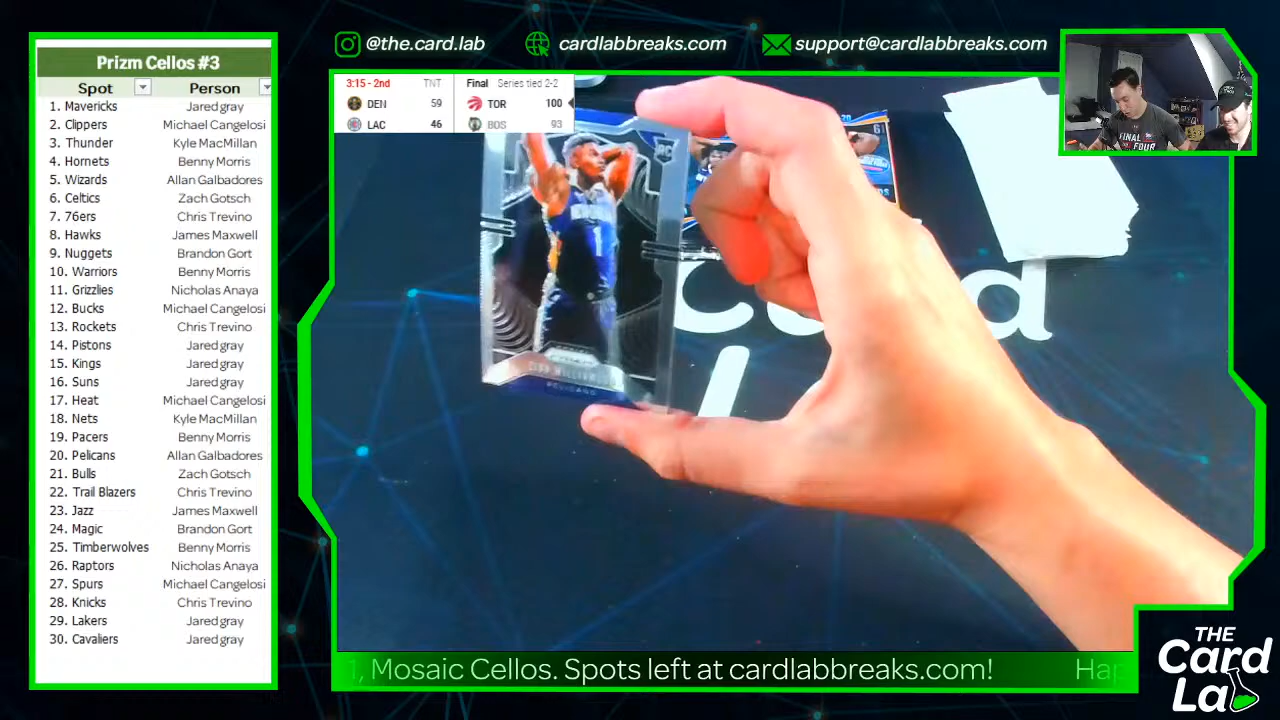 @the.card.lab
cardlabbreaks.com
support@cardlabbreaks.com
Prizm Cellos #3
Spot Person
1. Mavericks Jared gray
2. Clippers Michael Cangelosi
3. Thunder Kyle MacMillan
4. Hornets Benny Morris
5. Wizards Allan Galbadores
6. Celtics Zach Gotsch
7. 76ers Chris Trevino
8. Hawks James Maxwell
9. Nuggets Brandon Gort
10. Warriors Benny Morris
11. Grizzlies Nicholas Anaya
12. Bucks Michael Cangelosi
13. Rockets Chris Trevino
14. Pistons Jared gray
15. Kings Jared gray
16. Suns Jared gray
17. Heat Michael Cangelosi
18. Nets Kyle MacMillan
19. Pacers Benny Morris
20. Pelicans Allan Galbadores
21. Bulls Zach Gotsch
22. Trail Blazers Chris Trevino
23. Jazz James Maxwell
24. Magic Brandon Gort
25. Timberwolves Benny Morris
26. Raptors Nicholas Anaya
27. Spurs Michael Cangelosi
28. Knicks Chris Trevino
29. Lakers Jared gray
30. Cavaliers Jared gray
3:15 - 2nd TNT
DEN 59
LAC 46
Final Series tied 2-2
TOR 100
BOS 93
RC
1
PELICANS
61
FINAL
FOUR
1, Mosaic Cellos. Spots left at cardlabbreaks.com! Hap
THE
Card
Lab